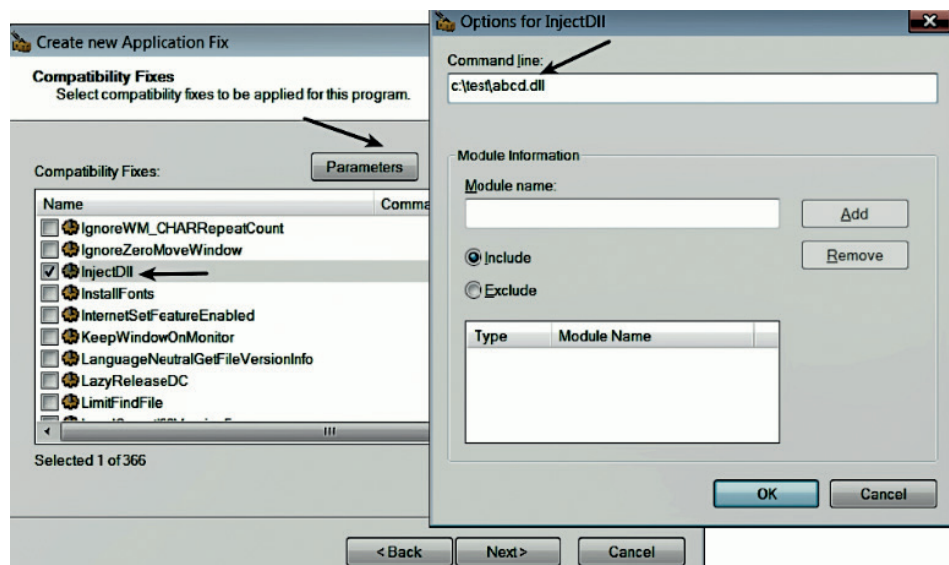 Create new Application Fix
Compatibility Fixes
Select compatibility fixes to be applied for this program.
Compatibility Fixes:
Parameters
Name Comma
IgnoreWM_CHARRepeatCount
IgnoreZeroMoveWindow
InjectDll
InstallFonts
InternetSetFeatureEnabled
KeepWindowOnMonitor
LanguageNeutralGetFileVersionInfo
LazyReleaseDC
LimitFindFile
Selected 1 of 366
<Back Next> Cancel
Options for InjectDll
Command line:
c:\test\abcd.dll
Module Information
Module name:
Add
Include
Remove
Exclude
Type Module Name
OK Cancel